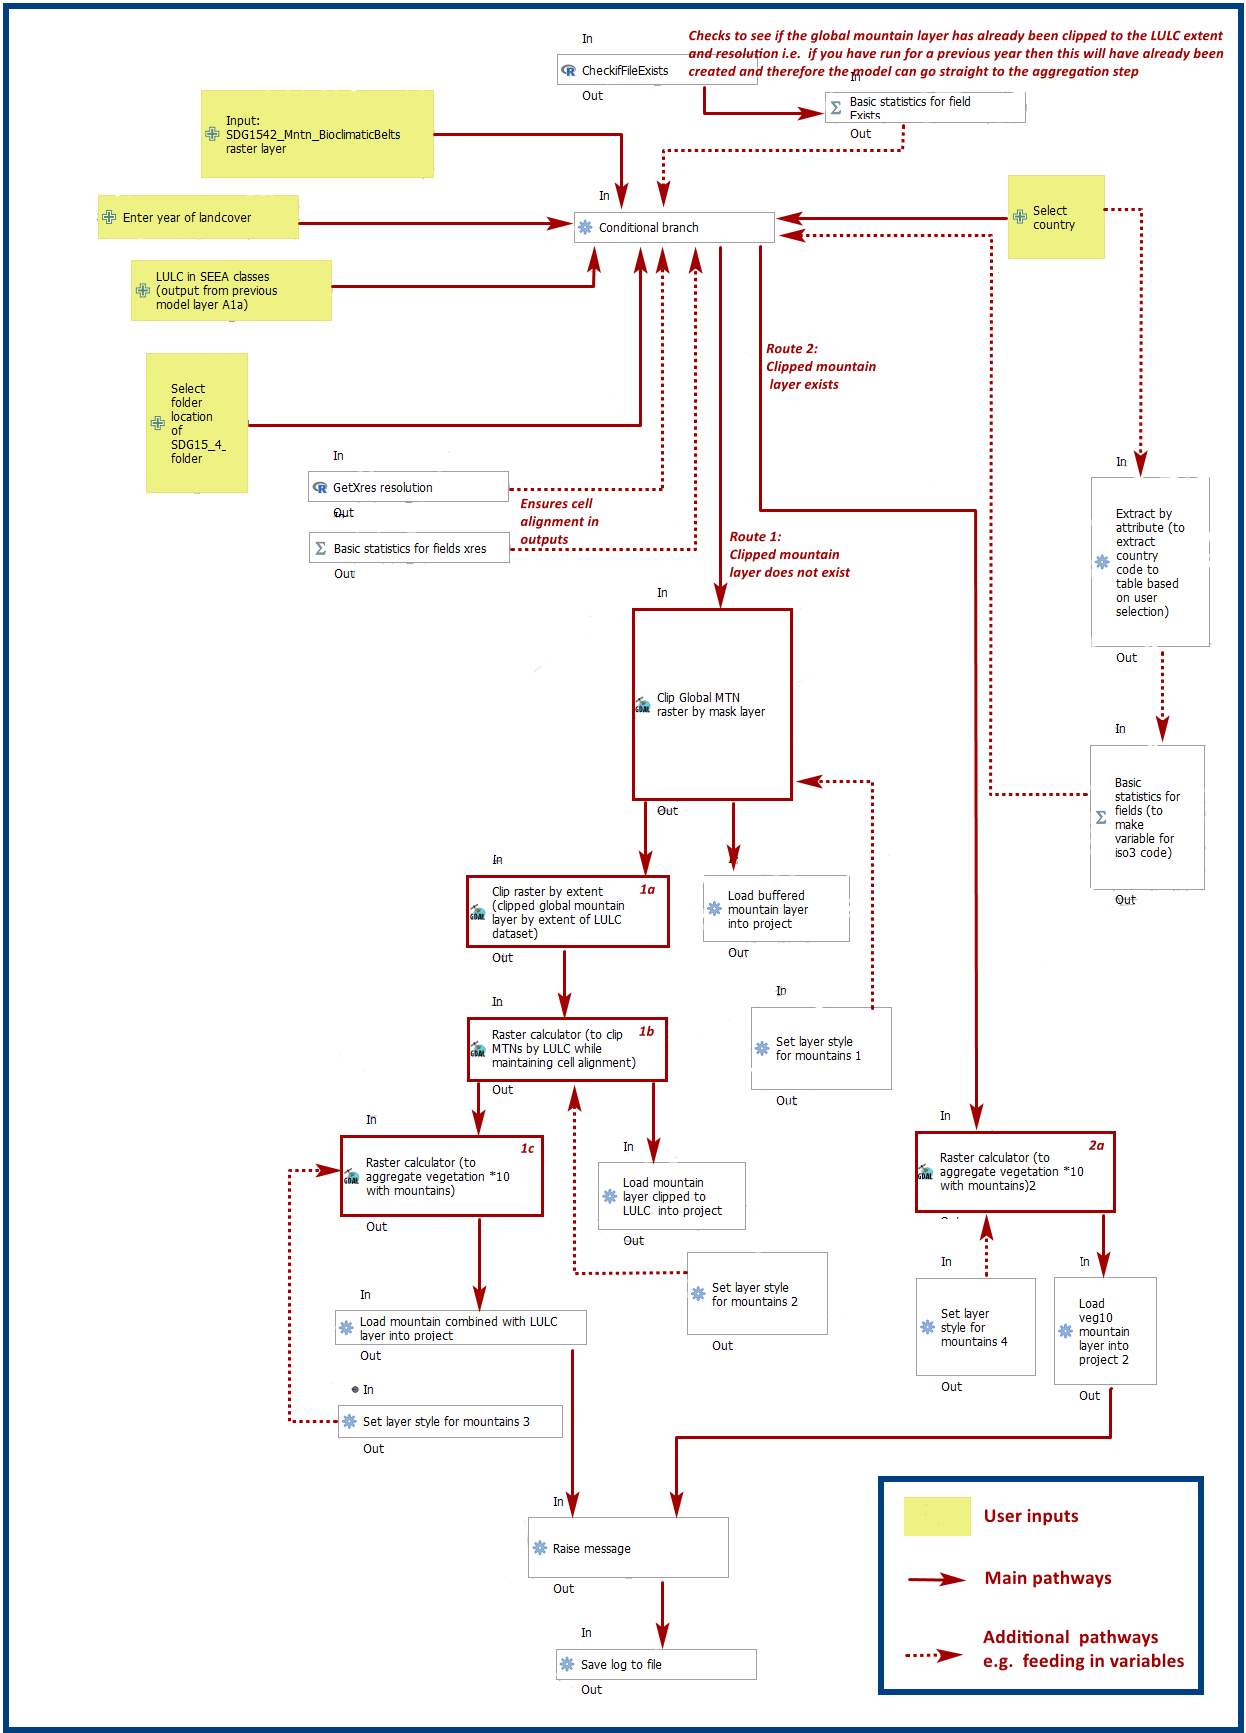 Checks to see if the global mountain layer has already been clipped to the LULC extent
and resolution i.e. if you have run for a previous year then this will have already been
created and therefore the model can go straight to the aggregation step
In
CheckifFileExists
Out
In
Basic statistics for field
Exists
Out
Input:
SDG1542_Mntn_BioclimaticBelts
raster layer
In
Conditional branch
Enter year of landcover
Select
country
LULC in SEEA classes
(output from previous
model layer A1a)
Select
folder
location
of
SDG15_4_
folder
Route 2:
Clipped mountain
layer exists
In
GetXres resolution
Out
Ensures cell
alignment in
outputs
Basic statistics for fields xres
Out
Route 1:
Clipped mountain
layer does not exist
In
Extract by
attribute (to
extract
country
code to
table based
on user
selection)
Out
In
Clip Global MTN
raster by mask layer
Out
In
Basic
statistics for
fields (to
make
variable for
iso3 code)
Out
In
1a
Clip raster by extent
(clipped global mountain
layer by extent of LULC
dataset)
Out
In
Load buffered
mountain layer
into project
Out
In
1b
Raster calculator (to clip
MTNs by LULC while
maintaining cell alignment)
Out
In
Set layer style
for mountains 1
Out
In
1c
Raster calculator (to
aggregate vegetation *10
with mountains)
Out
In
Load mountain
layer clipped to
LULC into project
Out
In
2a
Raster calculator (to
aggregate vegetation *10
with mountains)2
Out
Set layer style
for mountains 2
Out
In
Set layer
style for
mountains 4
Out
In
Load
veg10
mountain
layer into
project 2
Out
In
Load mountain combined with LULC
layer into project
Out
In
Set layer style for mountains 3
Out
In
Raise message
Out
In
Save log to file
Out
User inputs
Main pathways
Additional pathways
e.g. feeding in variables